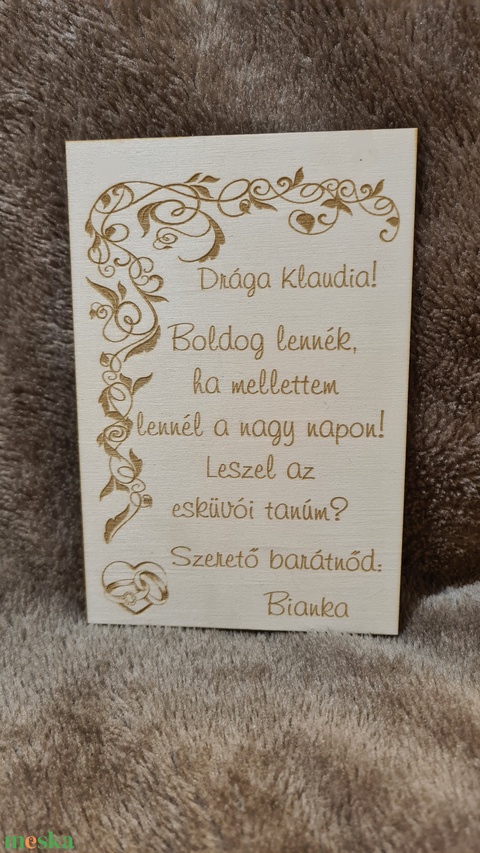 Drága Klaudia!
Boldog lennék,
ha mellettem
lennél a nagy napon!
Leszel az
esküvői tanúm?
Szerető barátnőd:
Bianka
meska